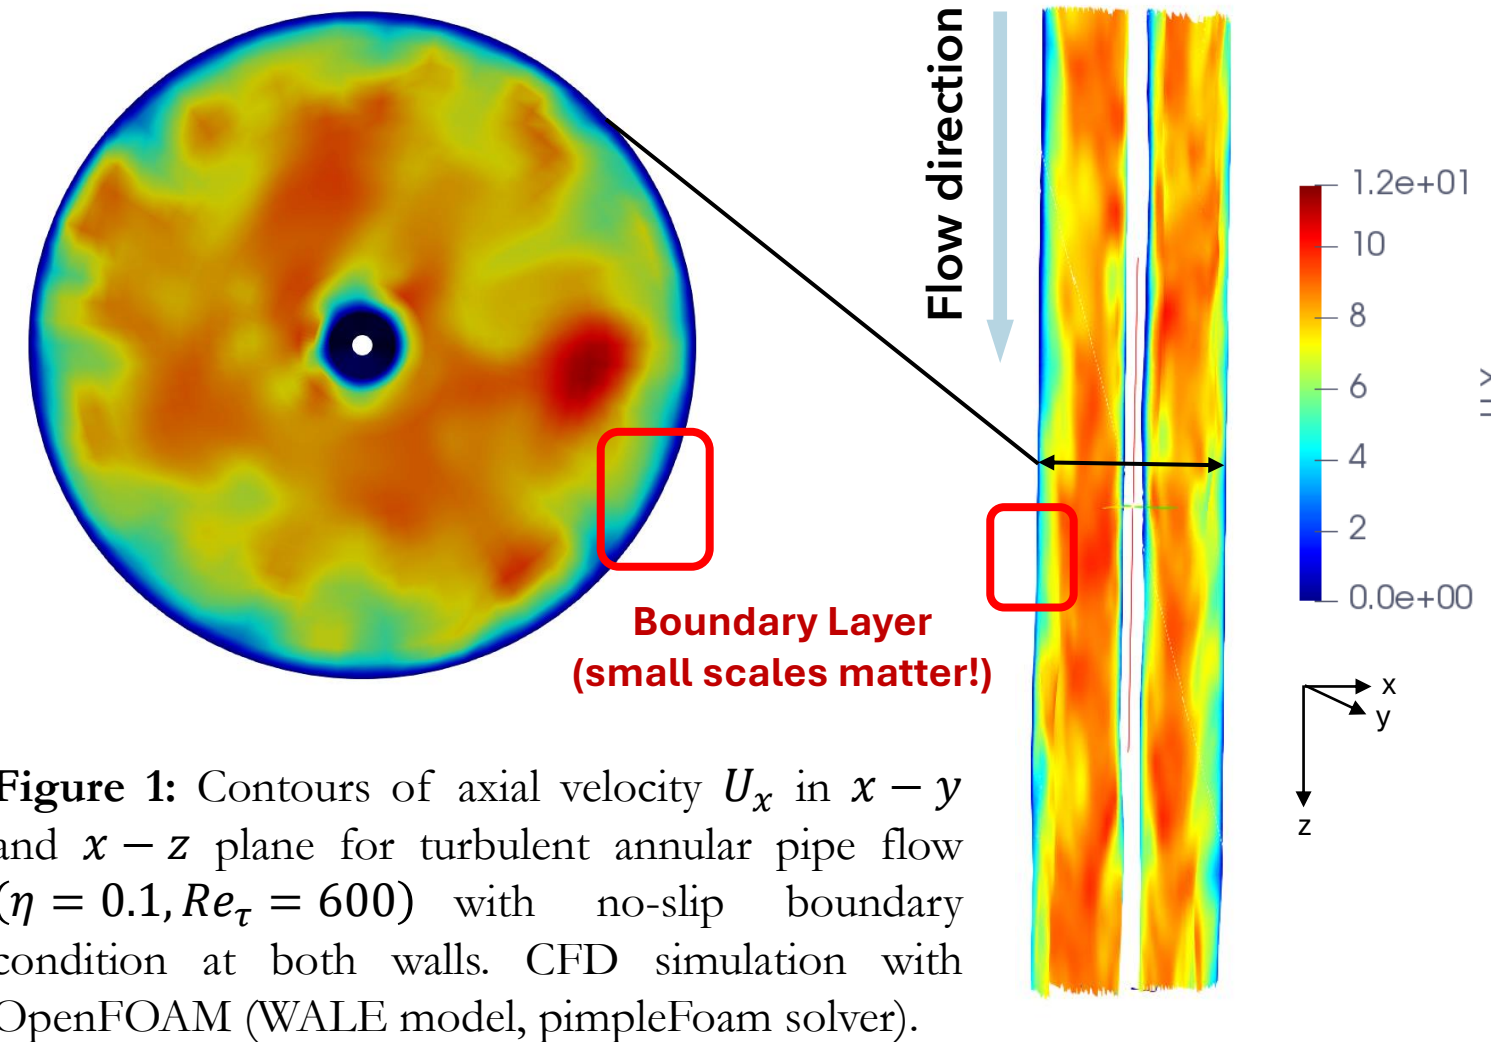 Flow direction
1.2e+01
10
8
6
4
2
0.0e+00
x
y
z
Boundary Layer
(small scales matter!)
Figure 1: Contours of axial velocity Uₓ in x − y
and x − z plane for turbulent annular pipe flow
(η = 0.1, Re_τ = 600) with no-slip boundary
condition at both walls. CFD simulation with
OpenFOAM (WALE model, pimpleFoam solver).